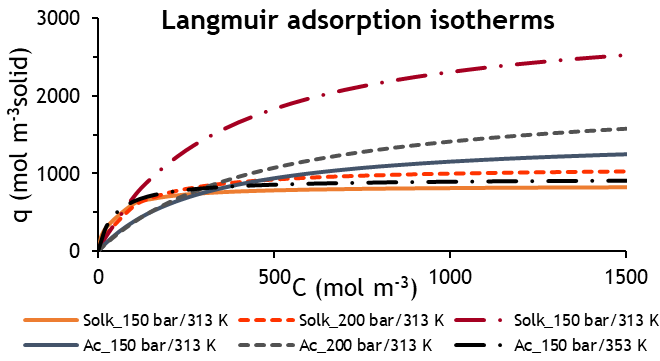 Langmuir adsorption isotherms
3000
2000
1000
0
q (mol m-3solid)
0
500
1000
1500
C (mol m-3)
Solk_150 bar/313 K
Solk_200 bar/313 K
Solk_150 bar/313 K
Ac_150 bar/313 K
Ac_200 bar/313 K
Ac_150 bar/353 K